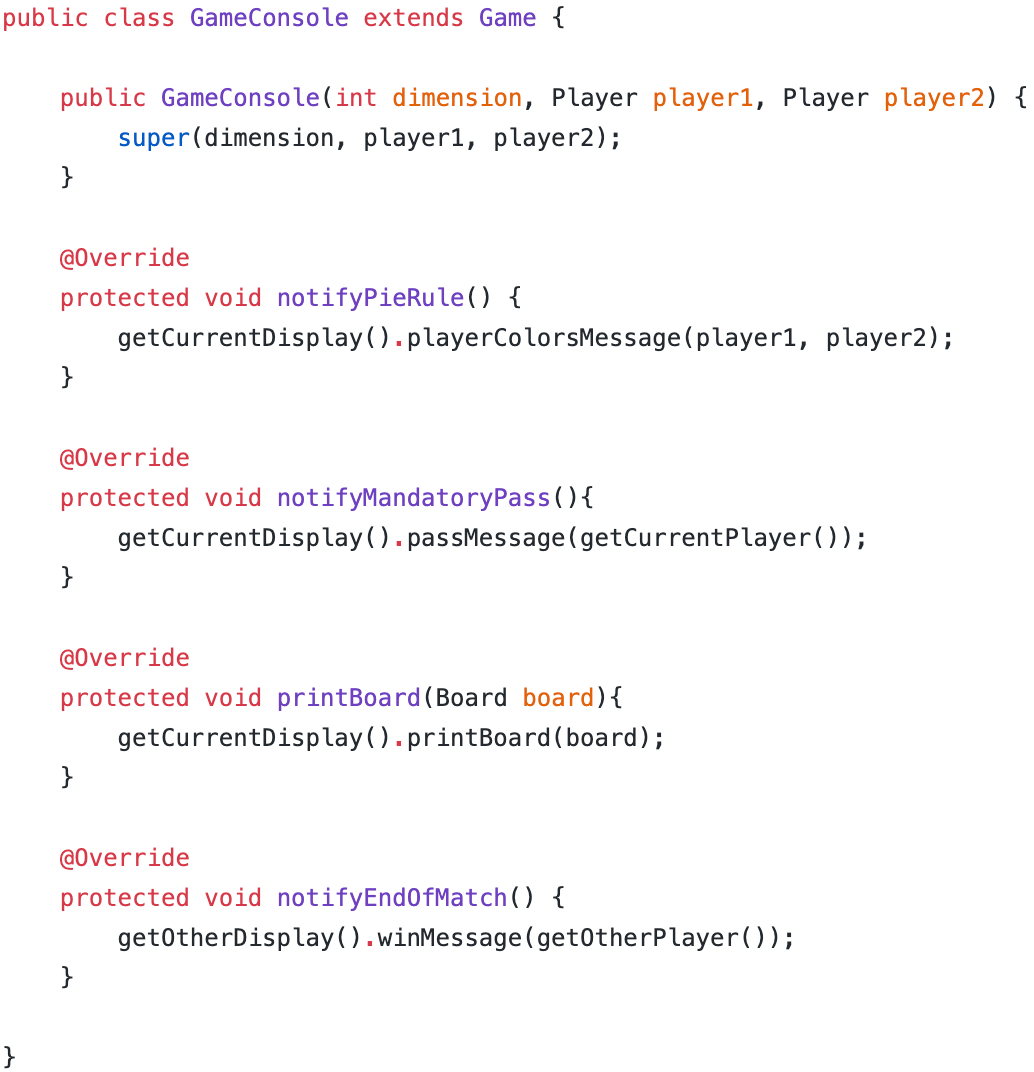 public class GameConsole extends Game {
public GameConsole(int dimension, Player player1, Player player2) {
super(dimension, player1, player2);
}
@Override
protected void notifyPieRule() {
getCurrentDisplay().playerColorsMessage(player1, player2);
}
@Override
protected void notifyMandatoryPass(){
getCurrentDisplay().passMessage(getCurrentPlayer());
}
@Override
protected void printBoard(Board board){
getCurrentDisplay().printBoard(board);
}
@Override
protected void notifyEndOfMatch() {
getOtherDisplay().winMessage(getOtherPlayer());
}
}